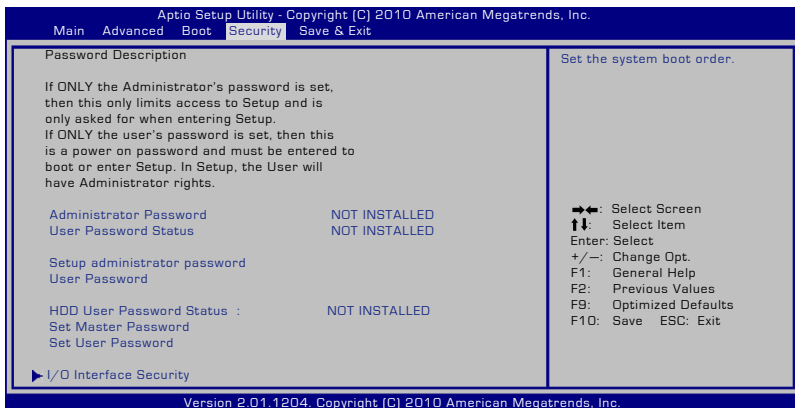 Aptio Setup Utility - Copyright (C) 2010 American Megatrends, Inc.
Main Advanced Boot Security Save & Exit
Password Description
If ONLY the Administrator's password is set,
then this only limits access to Setup and is
only asked for when entering Setup.
If ONLY the user's password is set, then this
is a power on password and must be entered to
boot or enter Setup. In Setup, the User will
have Administrator rights.
Administrator Password NOT INSTALLED
User Password Status NOT INSTALLED
Setup administrator password
User Password
HDD User Password Status : NOT INSTALLED
Set Master Password
Set User Password
I/O Interface Security
Set the system boot order.
→←: Select Screen
↑↓: Select Item
Enter: Select
+/—: Change Opt.
F1: General Help
F2: Previous Values
F9: Optimized Defaults
F10: Save ESC: Exit
Version 2.01.1204. Copyright (C) 2010 American Megatrends, Inc.